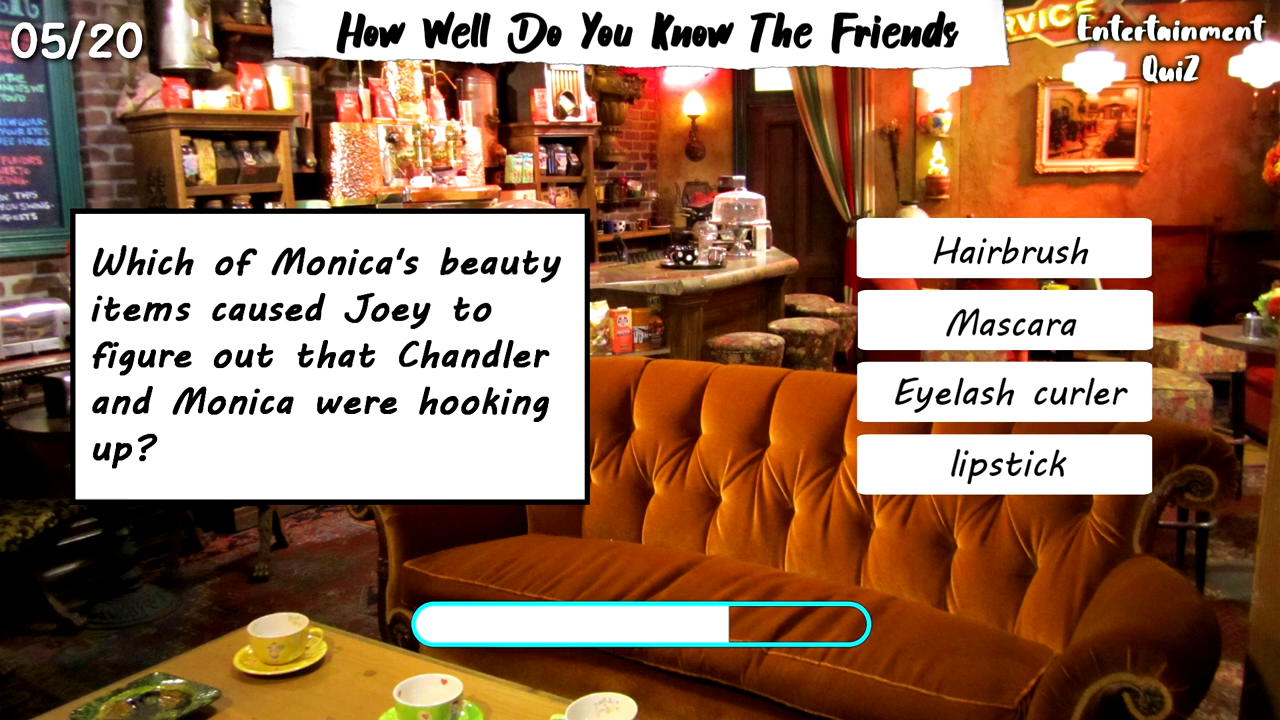 05/20
How Well Do You Know The Friends
RVICE
Entertainment
QuiZ
Which of Monica's beauty
items caused Joey to
figure out that Chandler
and Monica were hooking
up?
Hairbrush
Mascara
Eyelash curler
lipstick